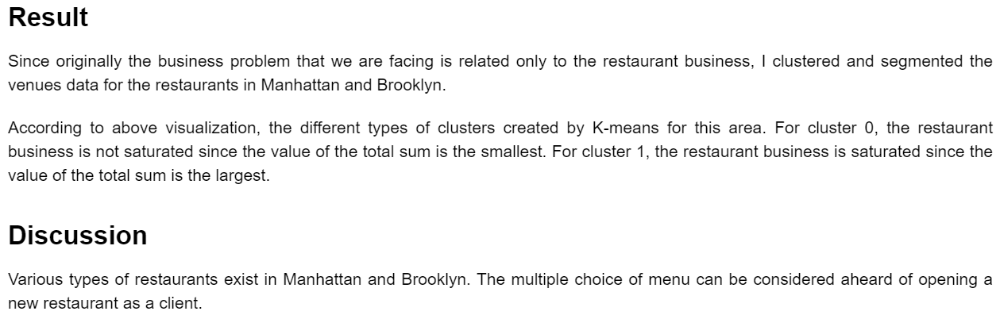 Result
Since originally the business problem that we are facing is related only to the restaurant business, I clustered and segmented the
venues data for the restaurants in Manhattan and Brooklyn.
According to above visualization, the different types of clusters created by K-means for this area. For cluster 0, the restaurant
business is not saturated since the value of the total sum is the smallest. For cluster 1, the restaurant business is saturated since the
value of the total sum is the largest.
Discussion
Various types of restaurants exist in Manhattan and Brooklyn. The multiple choice of menu can be considered aheard of opening a
new restaurant as a client.